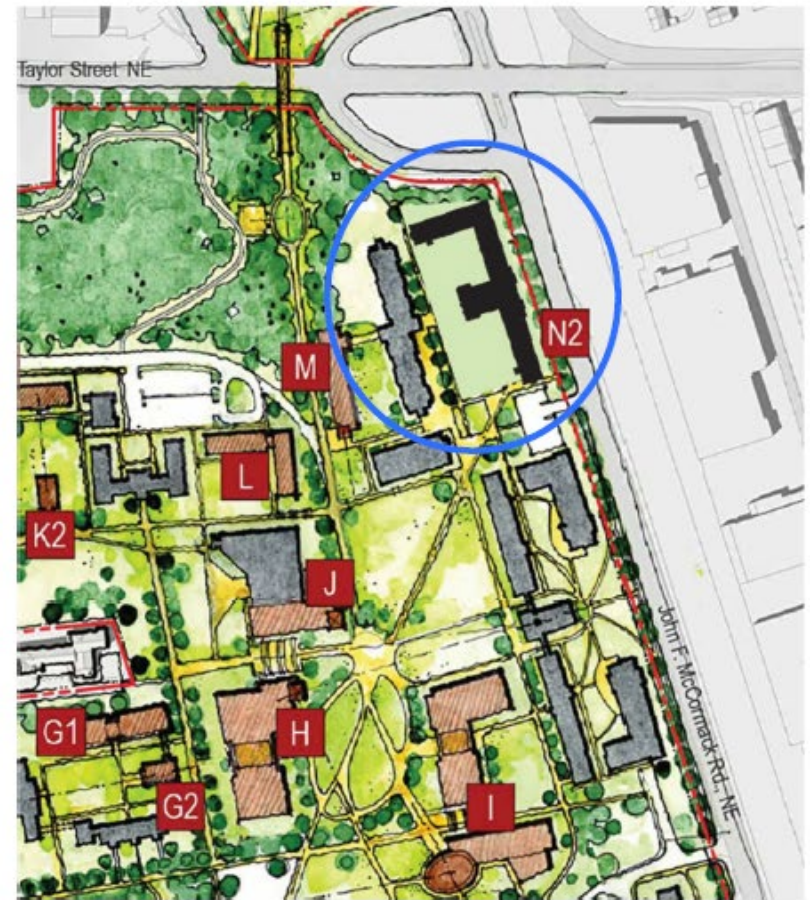 Taylor Street NE
N2
M
L
K2
J
G1
H
G2
I
John F. McCormack Rd., NE